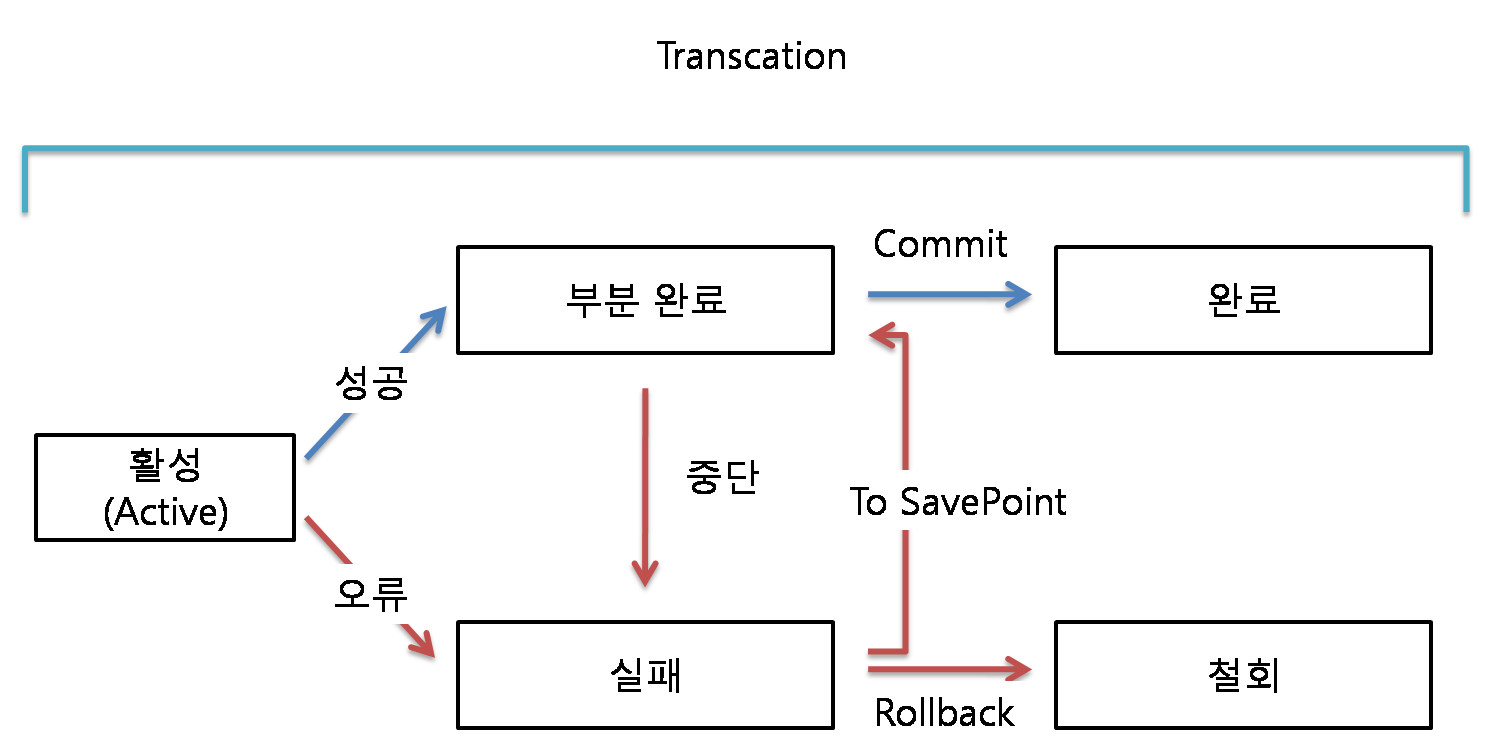 Transcation
Commit
부분 완료
완료
성공
활성
(Active)
중단
To SavePoint
오류
실패
철회
Rollback